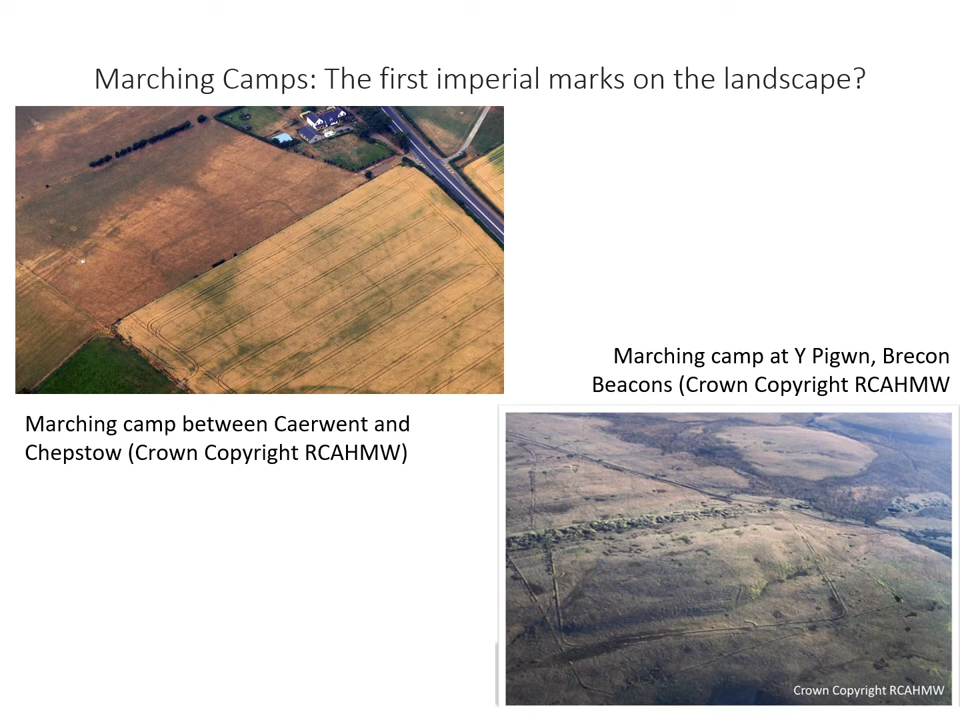 Marching Camps: The first imperial marks on the landscape?
Marching camp at Y Pigwn, Brecon
Beacons (Crown Copyright RCAHMW
Marching camp between Caerwent and
Chepstow (Crown Copyright RCAHMW)
Crown Copyright RCAHMW